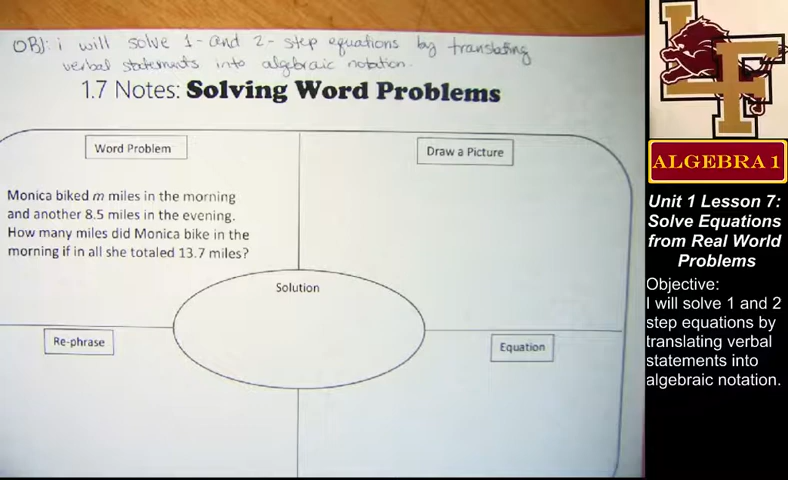 OBJ: i will solve 1- and 2- step equations by translating
verbal statements into algebraic notation.
1.7 Notes: Solving Word Problems
Word Problem
Draw a Picture
Monica biked m miles in the morning
and another 8.5 miles in the evening.
How many miles did Monica bike in the
morning if in all she totaled 13.7 miles?
Solution
Re-phrase
Equation
LF
ALGEBRA 1
Unit 1 Lesson 7:
Solve Equations
from Real World
Problems
Objective:
I will solve 1 and 2
step equations by
translating verbal
statements into
algebraic notation.